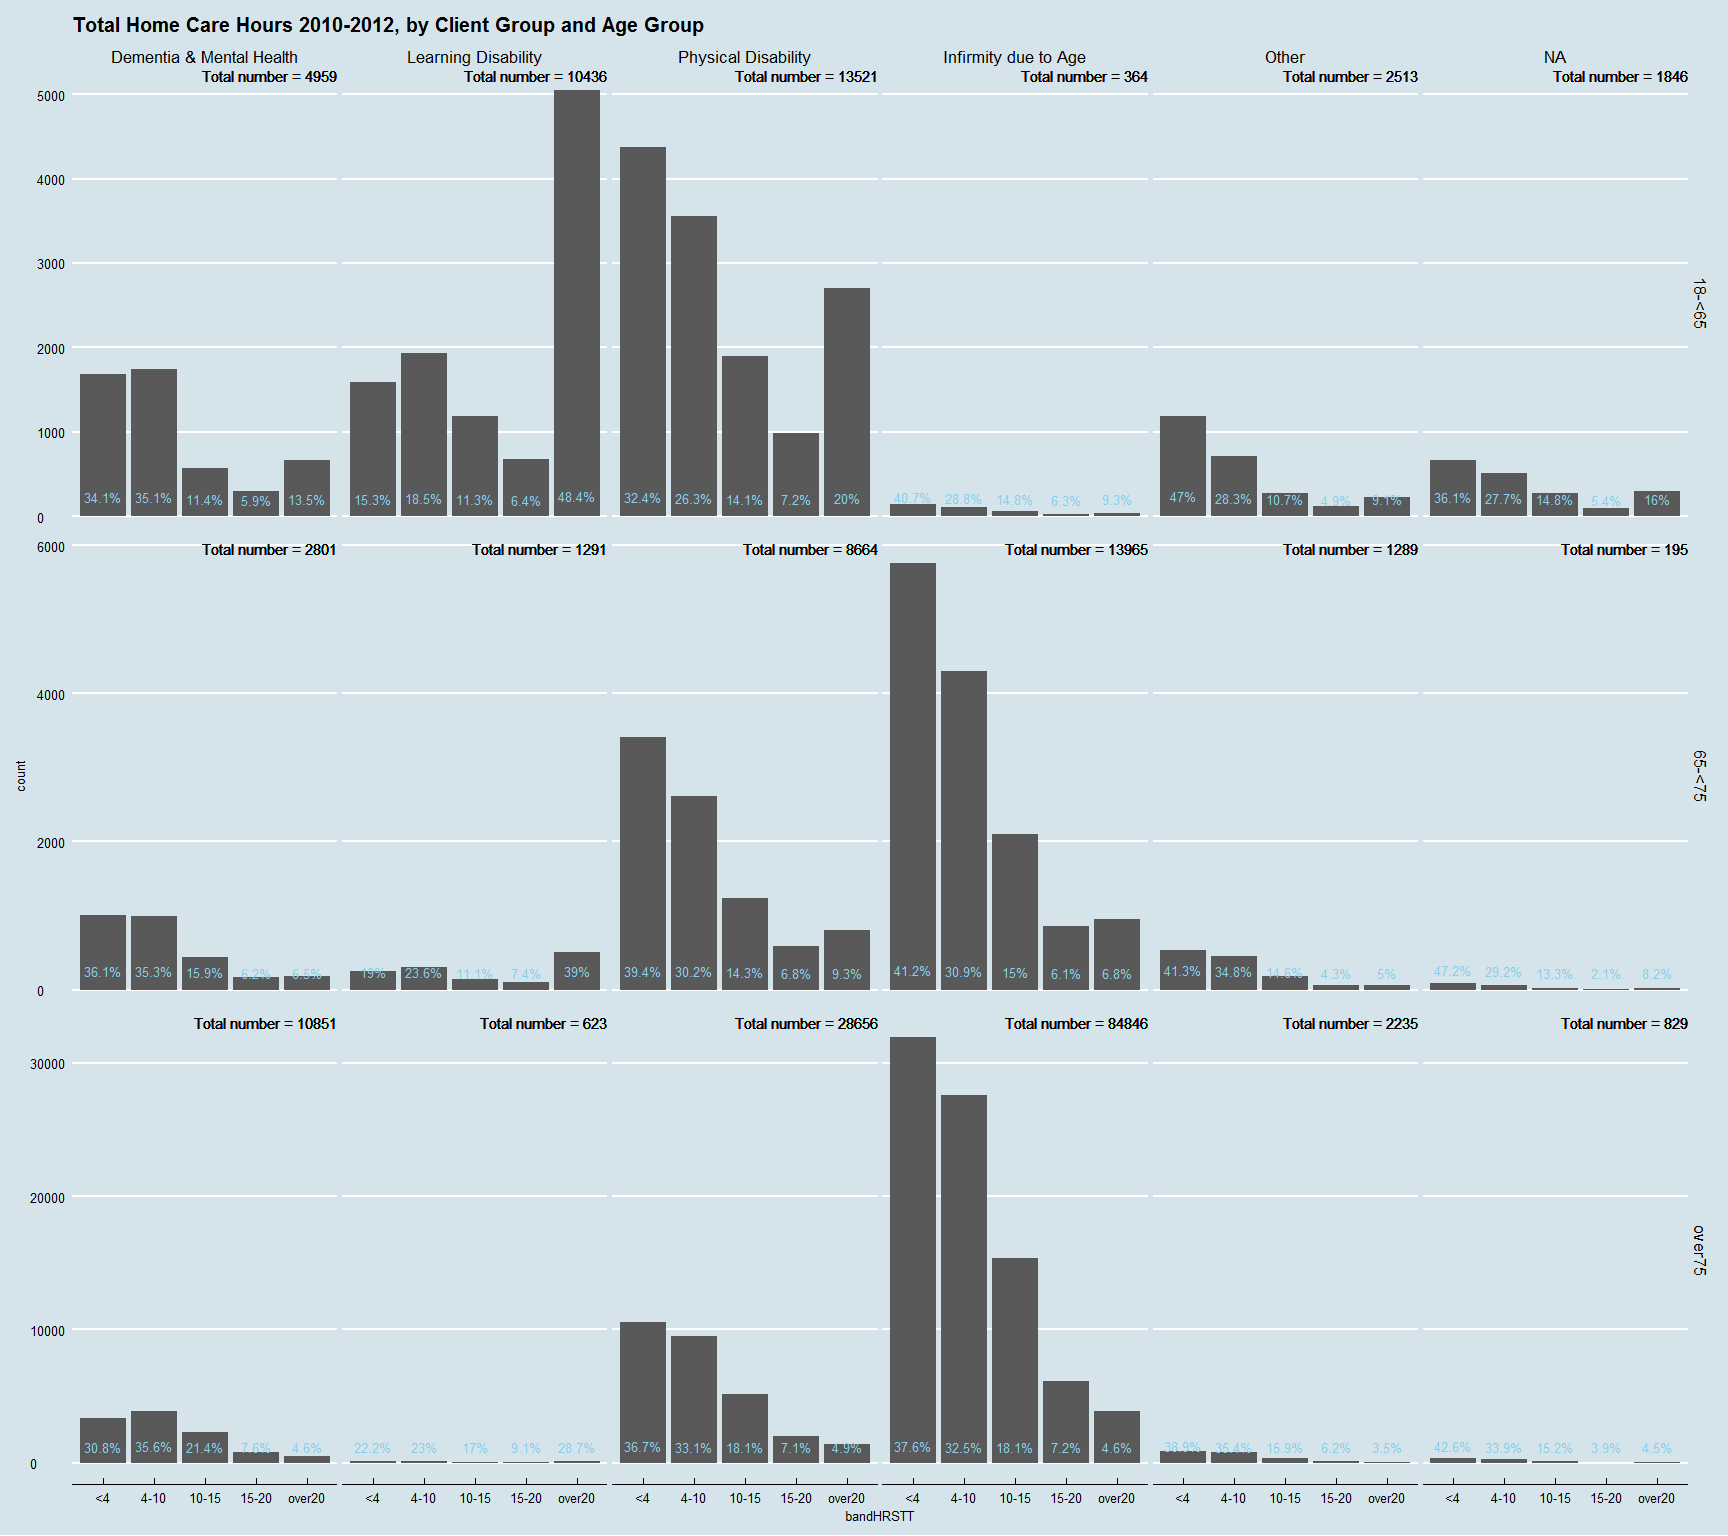 Total Home Care Hours 2010-2012, by Client Group and Age Group
Dementia & Mental Health Learning Disability Physical Disability Infirmity due to Age Other NA
Total number = 4959 Total number = 10436 Total number = 13521 Total number = 364 Total number = 2513 Total number = 1846
5000
4000
3000
18-<65
2000
1000
34.1% 35.1% 11.4% 5.9% 13.5% 15.3% 18.5% 11.3% 6.4% 48.4% 32.4% 26.3% 14.1% 7.2% 20% 40.7% 28.8% 14.8% 6.3% 9.3% 47% 28.3% 10.7% 4.9% 9.1% 36.1% 27.7% 14.8% 5.4% 16%
0
6000
Total number = 2801 Total number = 1291 Total number = 8664 Total number = 13965 Total number = 1289 Total number = 195
4000
count
65-<75
2000
36.1% 35.3% 15.9% 6.2% 6.5% 19% 23.6% 11.1% 7.4% 39% 39.4% 30.2% 14.3% 6.8% 9.3% 41.2% 30.9% 15% 6.1% 6.8% 41.3% 34.8% 14.6% 4.3% 5% 47.2% 29.2% 13.3% 2.1% 8.2%
0
Total number = 10851 Total number = 623 Total number = 28656 Total number = 84846 Total number = 2235 Total number = 829
30000
20000
over75
10000
30.8% 35.6% 21.4% 7.6% 4.6% 22.2% 23% 17% 9.1% 28.7% 36.7% 33.1% 18.1% 7.1% 4.9% 37.6% 32.5% 18.1% 7.2% 4.6% 38.9% 35.4% 15.9% 6.2% 3.5% 42.6% 33.9% 15.2% 3.9% 4.5%
0
<4 4-10 10-15 15-20 over20 <4 4-10 10-15 15-20 over20 <4 4-10 10-15 15-20 over20 <4 4-10 10-15 15-20 over20 <4 4-10 10-15 15-20 over20 <4 4-10 10-15 15-20 over20
bandHRSTT